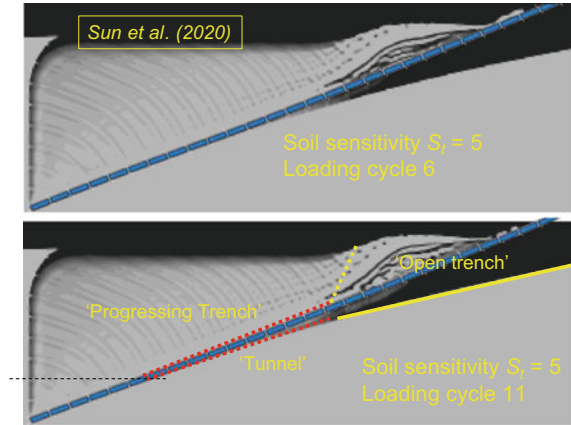 Sun et al. (2020)
Soil sensitivity Sₜ = 5
Loading cycle 6
'Open trench'
'Progressing Trench'
'Tunnel'
Soil sensitivity Sₜ = 5
Loading cycle 11